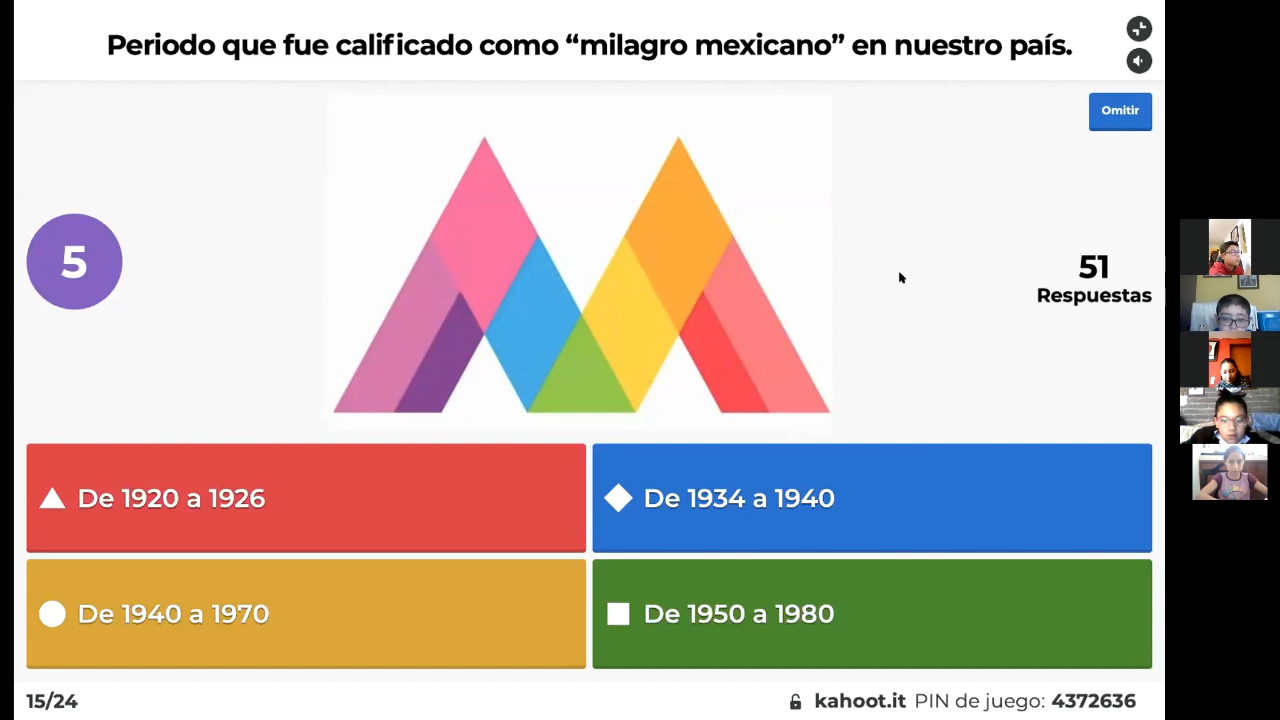 Periodo que fue calificado como “milagro mexicano” en nuestro país.
Omitir
5
51
Respuestas
De 1920 a 1926
De 1934 a 1940
De 1940 a 1970
De 1950 a 1980
15/24
kahoot.it PIN de juego: 4372636